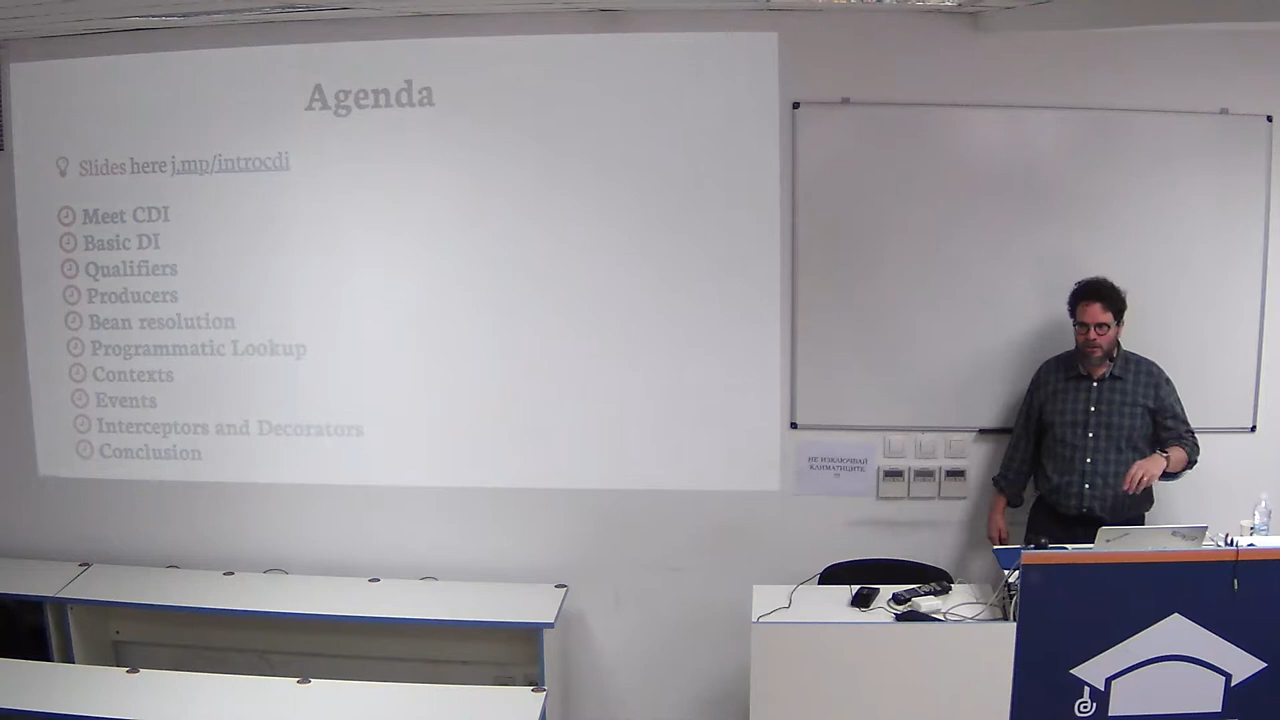 Agenda
Slides here j.mp/introcdi
Meet CDI
Basic DI
Qualifiers
Producers
Bean resolution
Programmatic Lookup
Contexts
Events
Interceptors and Decorators
Conclusion
НЕ ИЗКЛЮЧВАЙ
КЛИМАТИЦИТЕ
!!!